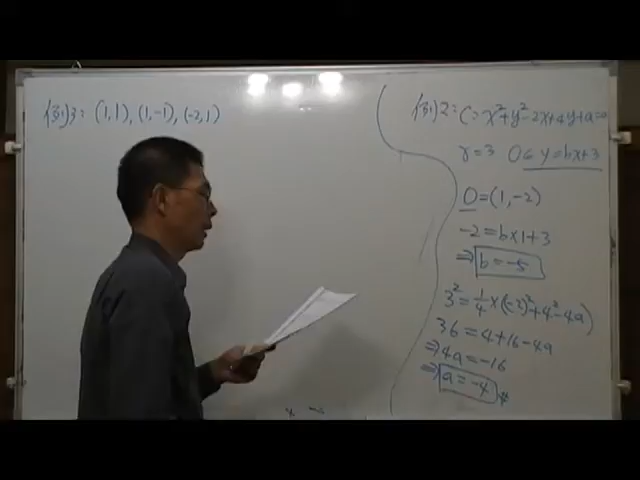 例3: (1,1), (1,-1), (-2,1)
例2: C: x²+y²-2x+4y+a=0
r=3 O∈ y=bx+3
O=(1,-2)
-2=b×1+3
⇒ b=-5
3²=1/4×((-2)²+4²-4a)
36=4+16-4a
⇒4a=-16
⇒ a=-4 #